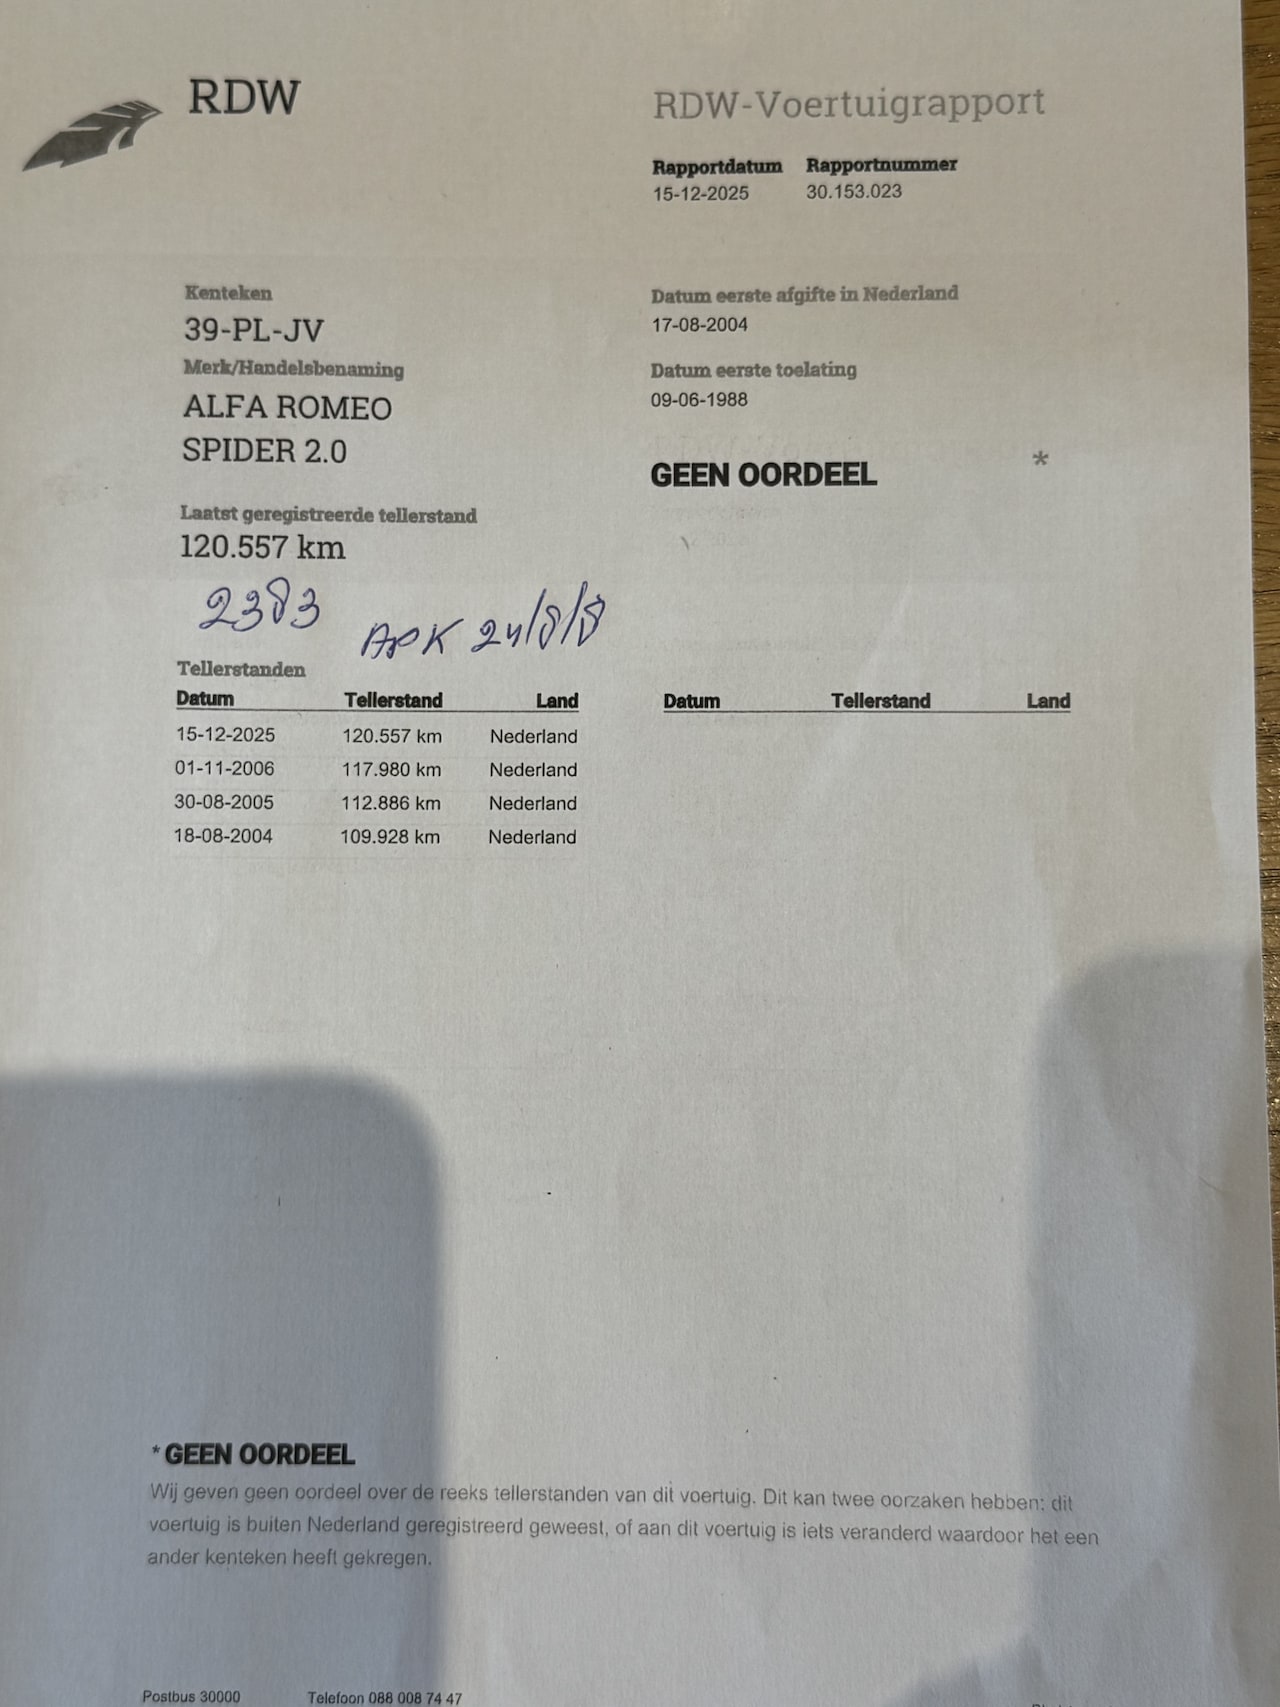 RDW
RDW-Voertuigrapport
Rapportdatum Rapportnummer
15-12-2025 30.153.023
Kenteken
39-PL-JV
Merk/Handelsbenaming
ALFA ROMEO
SPIDER 2.0
Laatst geregistreerde tellerstand
120.557 km
Datum eerste afgifte in Nederland
17-08-2004
Datum eerste toelating
09-06-1988
GEEN OORDEEL *
2383
APK 24/8/8
Tellerstanden
Datum Tellerstand Land
15-12-2025 120.557 km Nederland
01-11-2006 117.980 km Nederland
30-08-2005 112.886 km Nederland
18-08-2004 109.928 km Nederland
Datum Tellerstand Land
* GEEN OORDEEL
Wij geven geen oordeel over de reeks tellerstanden van dit voertuig. Dit kan twee oorzaken hebben: dit
voertuig is buiten Nederland geregistreerd geweest, of aan dit voertuig is iets veranderd waardoor het een
ander kenteken heeft gekregen.
Postbus 30000 Telefoon 088 008 74 47